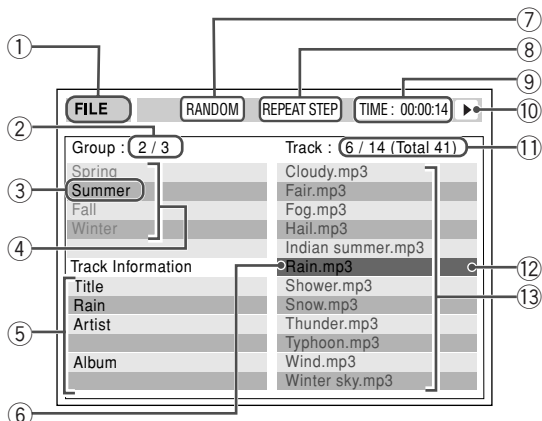 7
1
8
9
FILE
RANDOM
REPEAT STEP
TIME : 00:00:14
10
2
Group : 2 / 3
Track : 6 / 14 (Total 41)
11
3
4
Spring
Summer
Fall
Winter
Cloudy.mp3
Fair.mp3
Fog.mp3
Hail.mp3
Indian summer.mp3
Rain.mp3
Shower.mp3
Snow.mp3
Thunder.mp3
Typhoon.mp3
Wind.mp3
Winter sky.mp3
12
13
Track Information
Title
Rain
Artist
Album
5
6